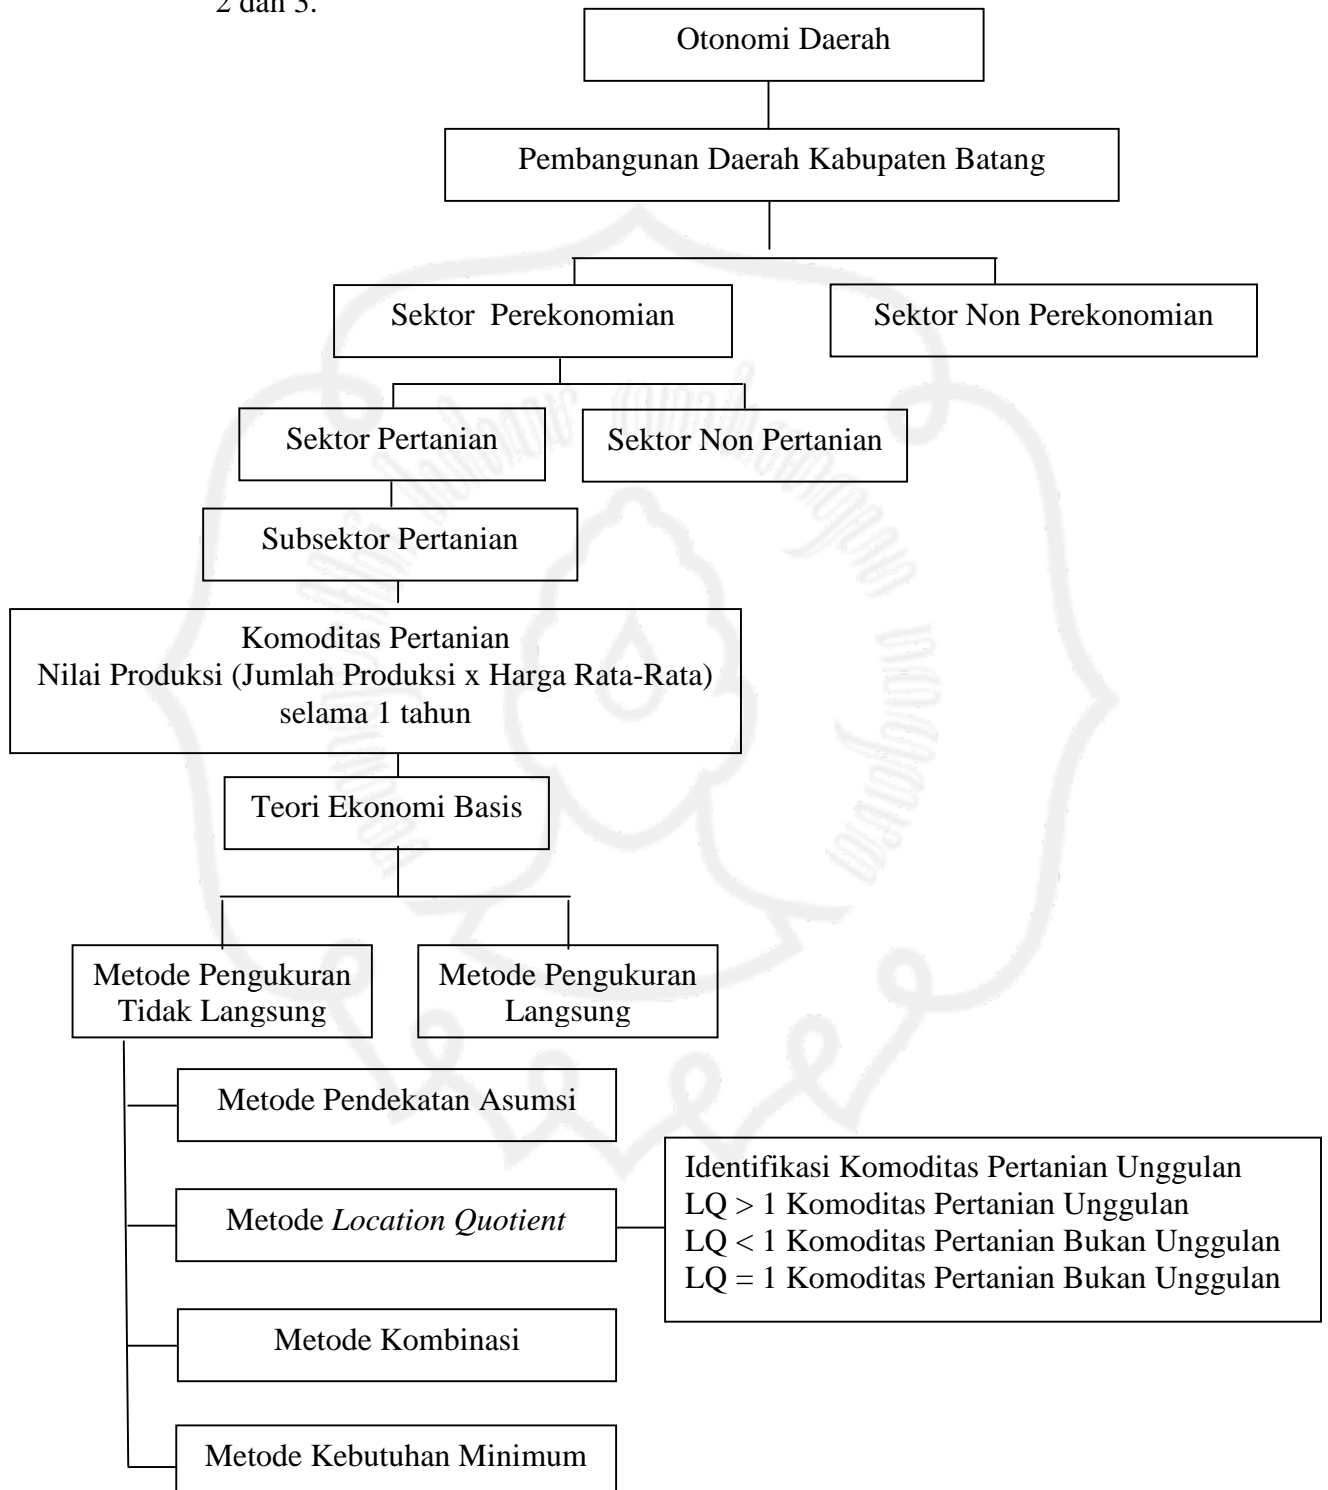 2 dan 3.
Otonomi Daerah
Pembangunan Daerah Kabupaten Batang
Sektor Perekonomian
Sektor Non Perekonomian
Sektor Pertanian
Sektor Non Pertanian
Subsektor Pertanian
Komoditas Pertanian
Nilai Produksi (Jumlah Produksi x Harga Rata-Rata)
selama 1 tahun
Teori Ekonomi Basis
Metode Pengukuran
Tidak Langsung
Metode Pengukuran
Langsung
Metode Pendekatan Asumsi
Metode Location Quotient
Identifikasi Komoditas Pertanian Unggulan
LQ > 1 Komoditas Pertanian Unggulan
LQ < 1 Komoditas Pertanian Bukan Unggulan
LQ = 1 Komoditas Pertanian Bukan Unggulan
Metode Kombinasi
Metode Kebutuhan Minimum